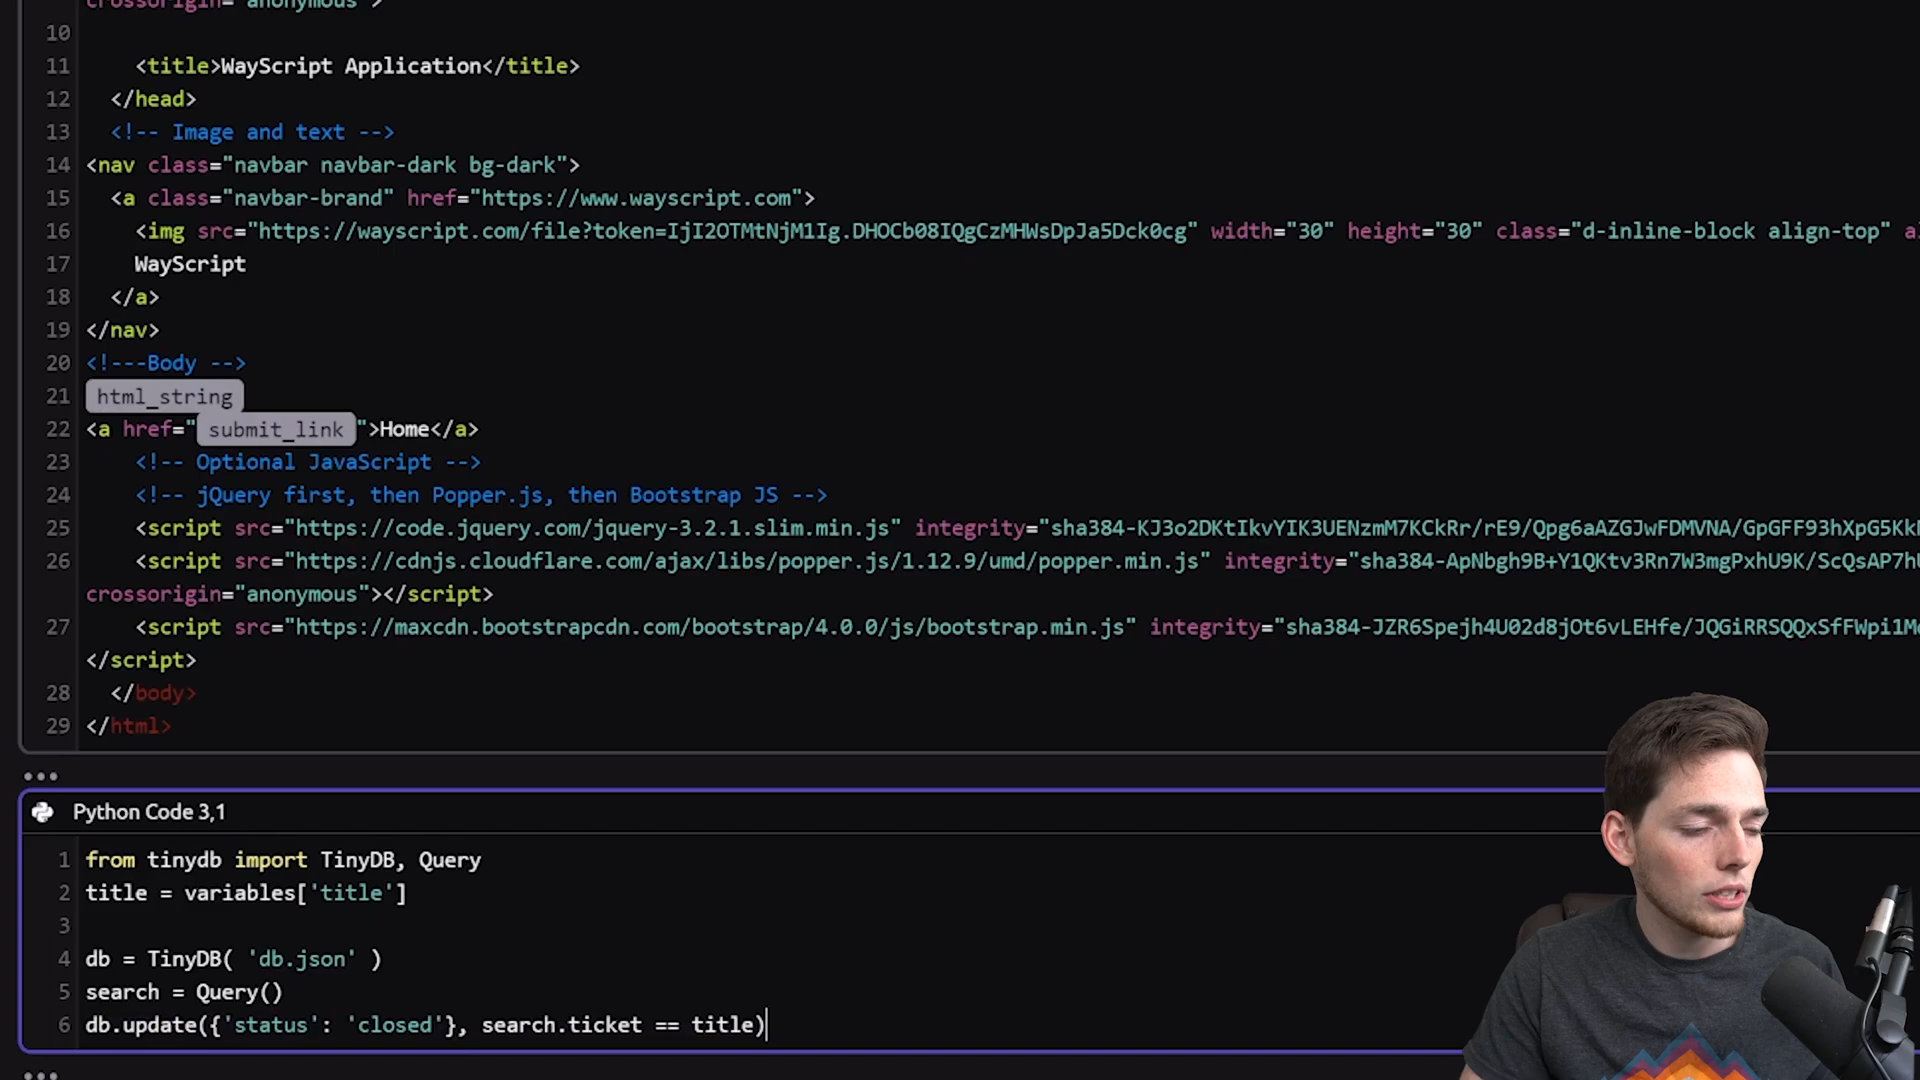 crossorigin="anonymous">
10
11 <title>WayScript Application</title>
12 </head>
13 <!-- Image and text -->
14 <nav class="navbar navbar-dark bg-dark">
15 <a class="navbar-brand" href="https://www.wayscript.com">
16 <img src="https://wayscript.com/file?token=IjI2OTMtNjM1Ig.DHOCb08IQgCzMHWsDpJa5Dck0cg" width="30" height="30" class="d-inline-block align-top"
17 WayScript
18 </a>
19 </nav>
20 <!---Body -->
21 html_string
22 <a href="submit_link">Home</a>
23 <!-- Optional JavaScript -->
24 <!-- jQuery first, then Popper.js, then Bootstrap JS -->
25 <script src="https://code.jquery.com/jquery-3.2.1.slim.min.js" integrity="sha384-KJ3o2DKtIkvYIK3UENzmM7KCkRr/rE9/Qpg6aAZGJwFDMVNA/GpGFF93hXpG5Kk
26 <script src="https://cdnjs.cloudflare.com/ajax/libs/popper.js/1.12.9/umd/popper.min.js" integrity="sha384-ApNbgh9B+Y1QKtv3Rn7W3mgPxhU9K/ScQsAP7h
crossorigin="anonymous"></script>
27 <script src="https://maxcdn.bootstrapcdn.com/bootstrap/4.0.0/js/bootstrap.min.js" integrity="sha384-JZR6Spejh4U02d8jOt6vLEHfe/JQGiRRSQQxSfFWpi1M
</script>
28 </body>
29 </html>
Python Code 3,1
1 from tinydb import TinyDB, Query
2 title = variables['title']
3
4 db = TinyDB( 'db.json' )
5 search = Query()
6 db.update({'status': 'closed'}, search.ticket == title)